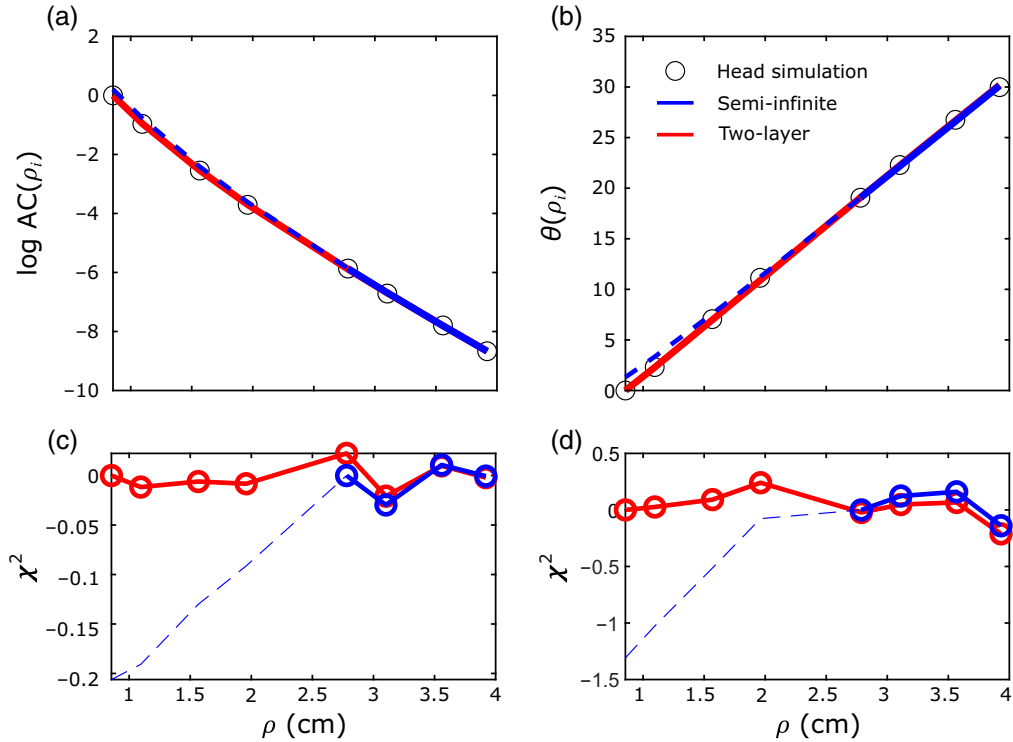 (a)
2
0
−2
−4
−6
−8
−10
log AC(ρᵢ)
(b)
35
30
25
20
15
10
5
0
θ(ρᵢ)
Head simulation
Semi-infinite
Two-layer
(c)
0
−0.05
−0.1
−0.15
−0.2
χ²
1 1.5 2 2.5 3 3.5 4
ρ (cm)
(d)
0.5
0
−0.5
−1
−1.5
χ²
1 1.5 2 2.5 3 3.5 4
ρ (cm)